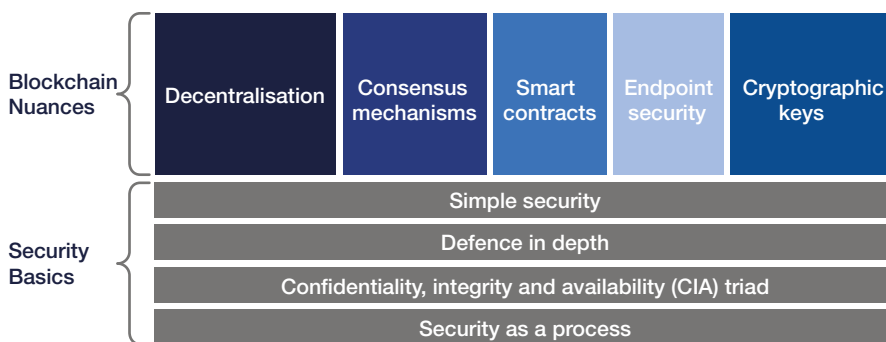 Blockchain
Nuances
Decentralisation
Consensus
mechanisms
Smart
contracts
Endpoint
security
Cryptographic
keys
Security
Basics
Simple security
Defence in depth
Confidentiality, integrity and availability (CIA) triad
Security as a process